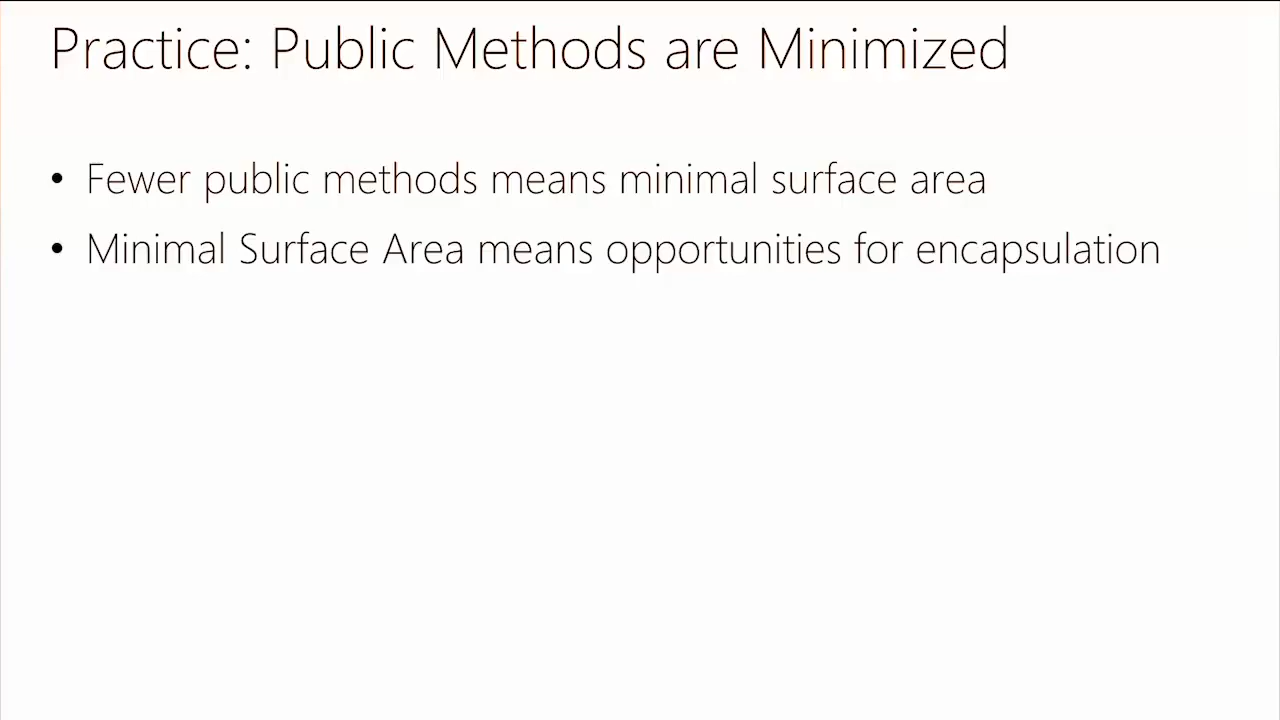 Practice: Public Methods are Minimized
• Fewer public methods means minimal surface area
• Minimal Surface Area means opportunities for encapsulation